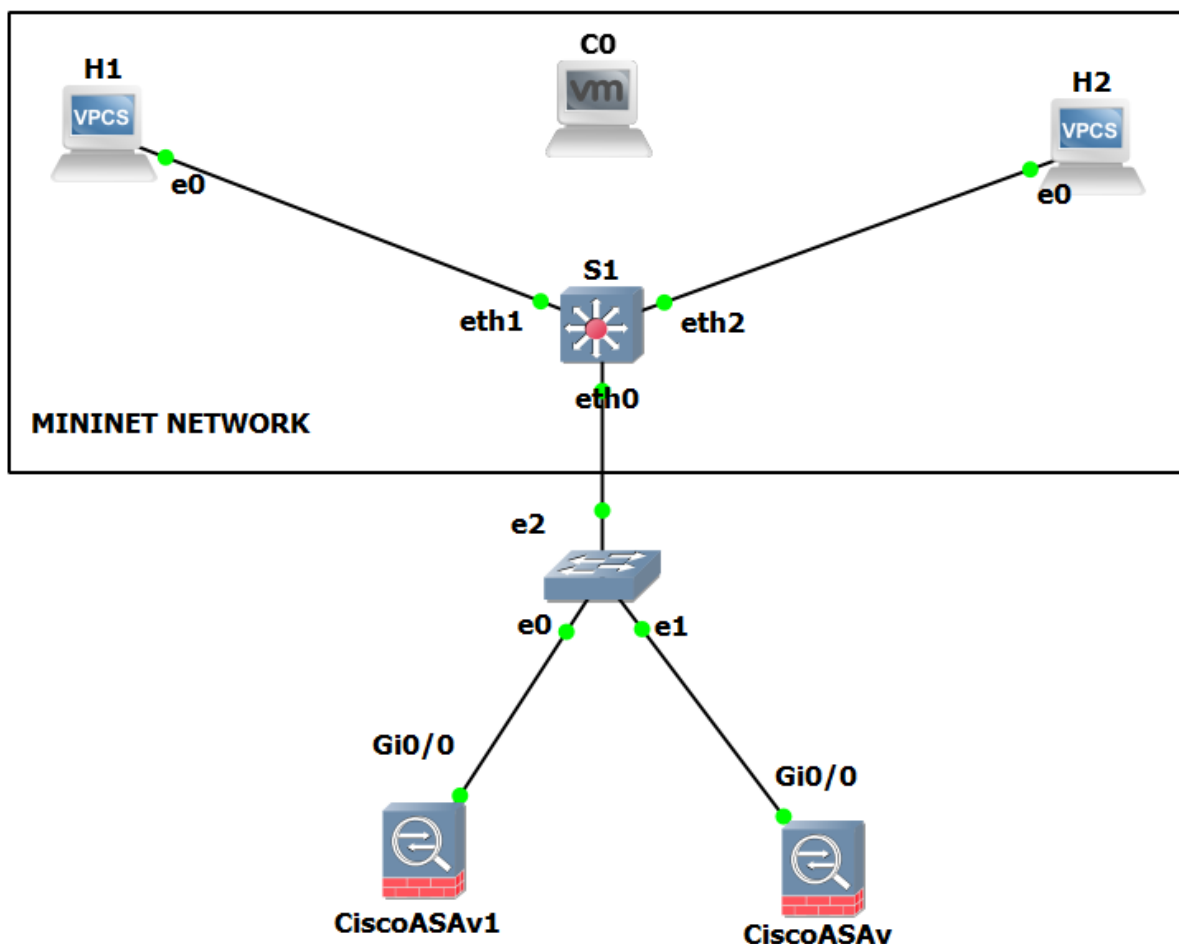 C0
H1
H2
VPCS
vm
VPCS
e0
e0
S1
eth1
eth2
eth0
MININET NETWORK
e2
e0
e1
Gi0/0
Gi0/0
CiscoASAv1
CiscoASAv